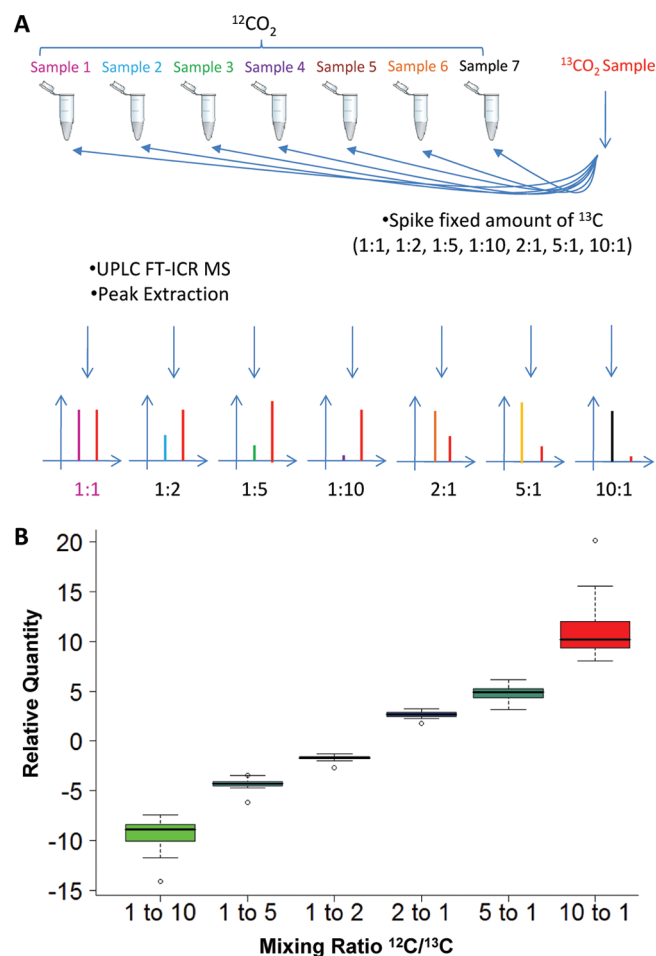 A
¹²CO₂
Sample 1 Sample 2 Sample 3 Sample 4 Sample 5 Sample 6 Sample 7
¹³CO₂ Sample
•Spike fixed amount of ¹³C
(1:1, 1:2, 1:5, 1:10, 2:1, 5:1, 10:1)
•UPLC FT-ICR MS
•Peak Extraction
1:1 1:2 1:5 1:10 2:1 5:1 10:1
B
Relative Quantity
20
15
10
5
0
-5
-10
-15
1 to 10 1 to 5 1 to 2 2 to 1 5 to 1 10 to 1
Mixing Ratio ¹²C/¹³C